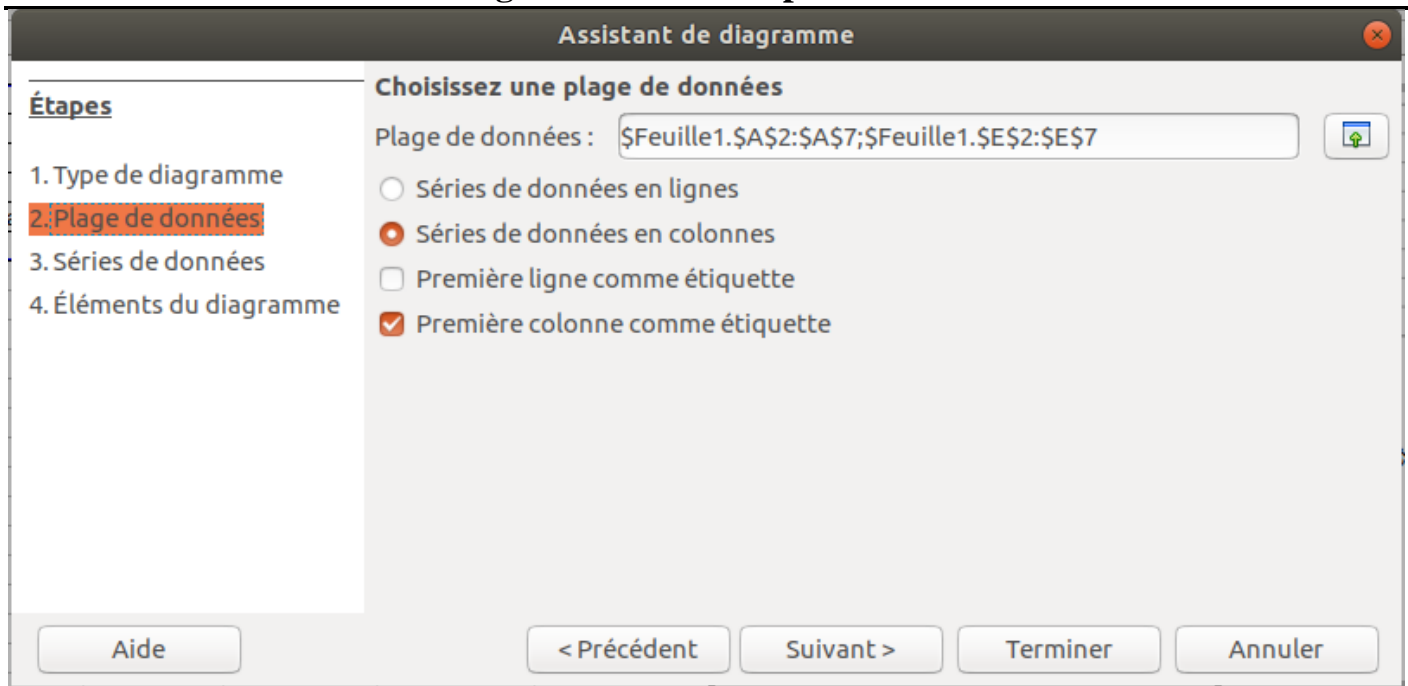 Assistant de diagramme
Étapes
1. Type de diagramme
2. Plage de données
3. Séries de données
4. Éléments du diagramme
Choisissez une plage de données
Plage de données : $Feuille1.$A$2:$A$7;$Feuille1.$E$2:$E$7
Séries de données en lignes
Séries de données en colonnes
Première ligne comme étiquette
Première colonne comme étiquette
Aide
< Précédent
Suivant >
Terminer
Annuler